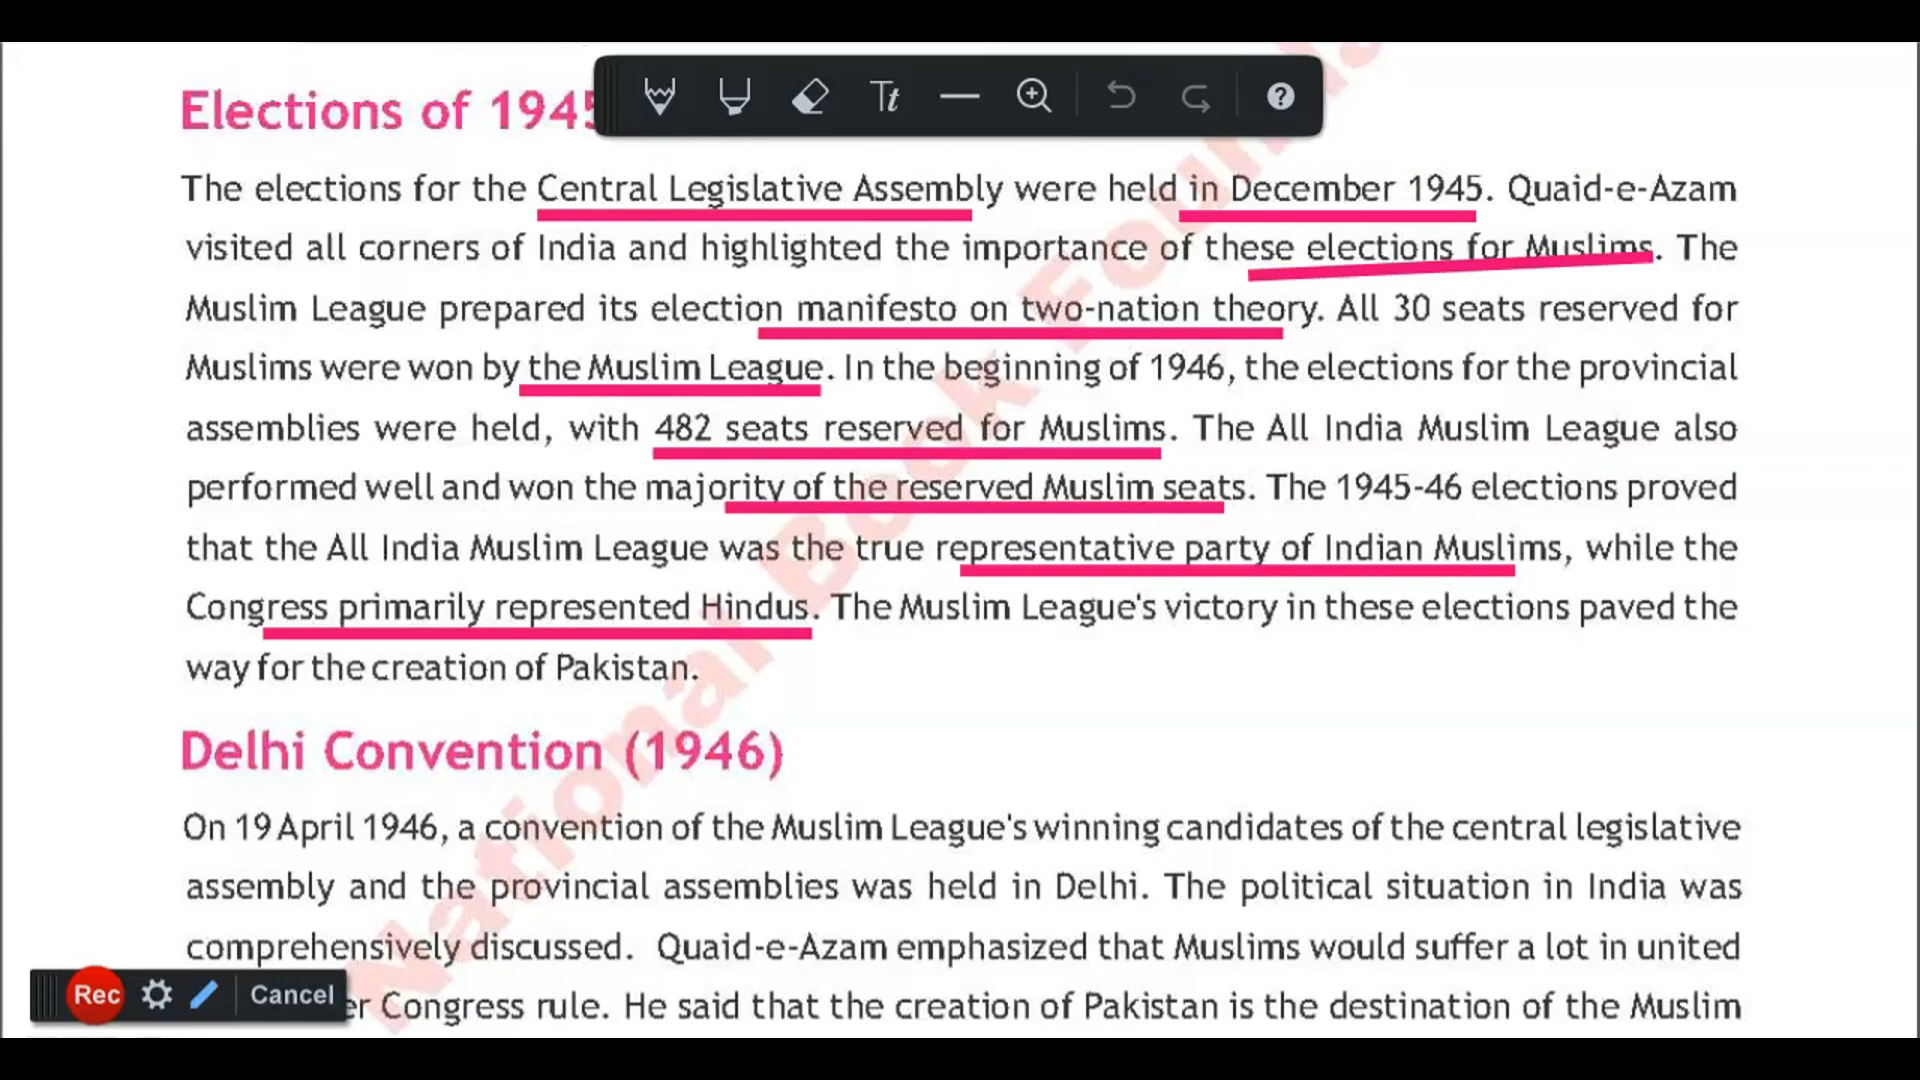 Elections of 1945
The elections for the Central Legislative Assembly were held in December 1945. Quaid-e-Azam
visited all corners of India and highlighted the importance of these elections for Muslims. The
Muslim League prepared its election manifesto on two-nation theory. All 30 seats reserved for
Muslims were won by the Muslim League. In the beginning of 1946, the elections for the provincial
assemblies were held, with 482 seats reserved for Muslims. The All India Muslim League also
performed well and won the majority of the reserved Muslim seats. The 1945-46 elections proved
that the All India Muslim League was the true representative party of Indian Muslims, while the
Congress primarily represented Hindus. The Muslim League's victory in these elections paved the
way for the creation of Pakistan.
Delhi Convention (1946)
On 19 April 1946, a convention of the Muslim League's winning candidates of the central legislative
assembly and the provincial assemblies was held in Delhi. The political situation in India was
comprehensively discussed. Quaid-e-Azam emphasized that Muslims would suffer a lot in united
er Congress rule. He said that the creation of Pakistan is the destination of the Muslim
Rec Cancel
Tt
National Book Founda